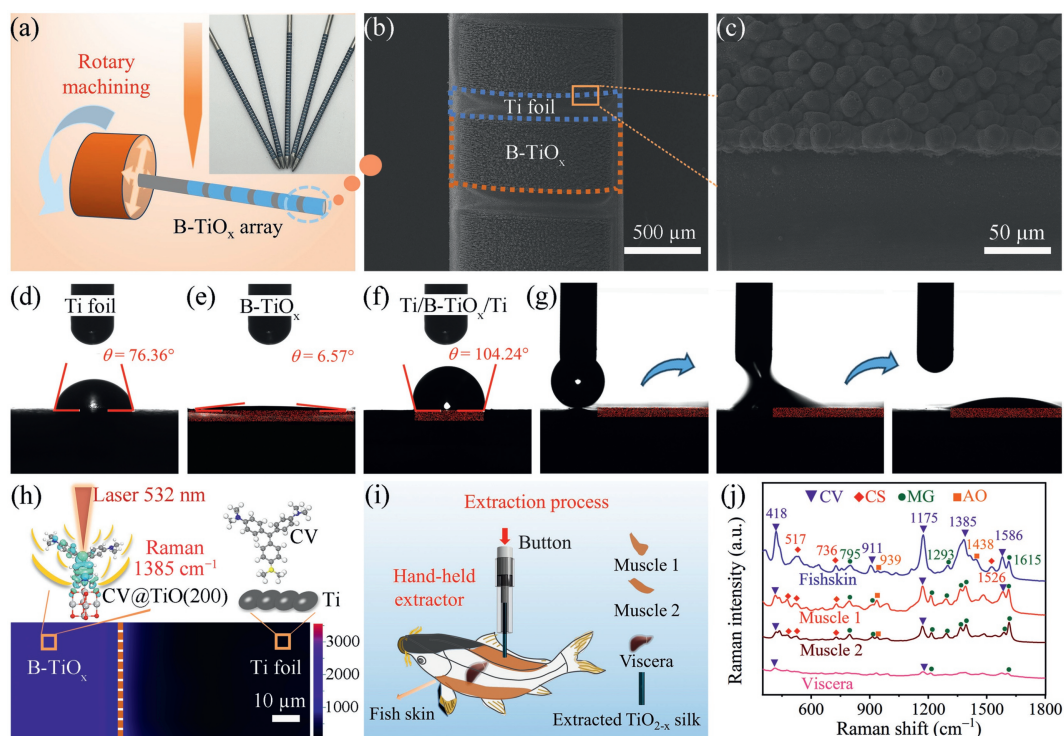 (a)
Rotary
machining
B-TiOₓ array
(b)
Ti foil
B-TiOₓ
500 μm
(c)
50 μm
(d)
Ti foil
θ = 76.36°
(e)
B-TiOₓ
θ = 6.57°
(f)
Ti/B-TiOₓ/Ti
θ = 104.24°
(g)
(h)
Laser 532 nm
Raman
1385 cm⁻¹
CV@TiO(200)
CV
Ti
B-TiOₓ
Ti foil
10 μm
3000
2000
1000
(i)
Extraction process
Button
Hand-held
extractor
Muscle 1
Muscle 2
Viscera
Fish skin
Extracted TiO₂₋ₓ silk
(j)
CV CS MG AO
418
517
736
795
911
939
1175
1293
1385
1438
1526
1586
1615
Fishskin
Muscle 1
Muscle 2
Viscera
Raman intensity (a.u.)
600 900 1200 1500 1800
Raman shift (cm⁻¹)